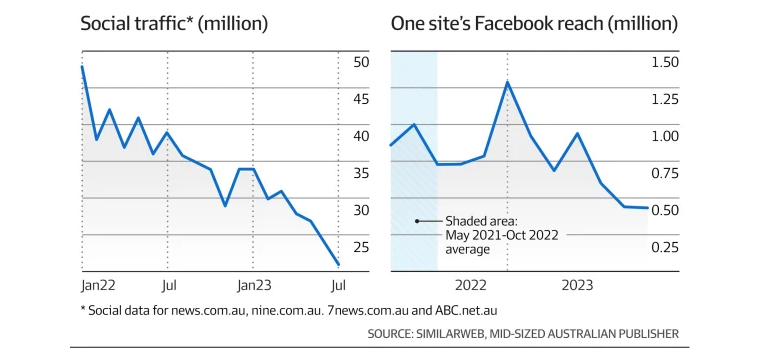 Social traffic* (million)
50
45
40
35
30
25
Jan22 Jul Jan23 Jul
One site's Facebook reach (million)
1.50
1.25
1.00
0.75
0.50
0.25
Shaded area:
May 2021-Oct 2022
average
2022 2023
* Social data for news.com.au, nine.com.au. 7news.com.au and ABC.net.au
SOURCE: SIMILARWEB, MID-SIZED AUSTRALIAN PUBLISHER